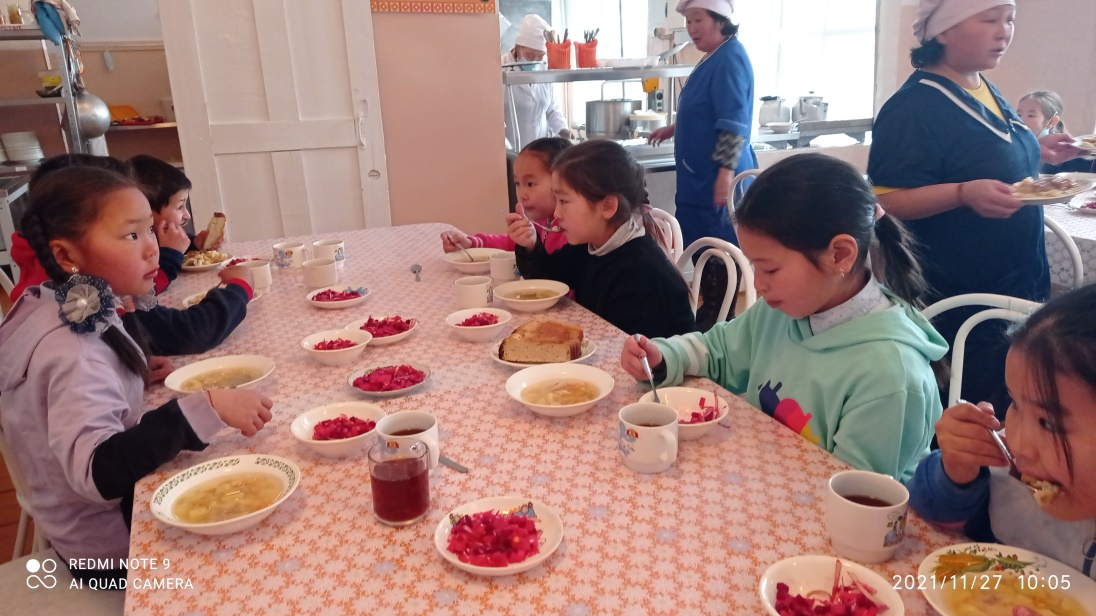 REDMI NOTE 9
AI QUAD CAMERA
2021/11/27 10:05